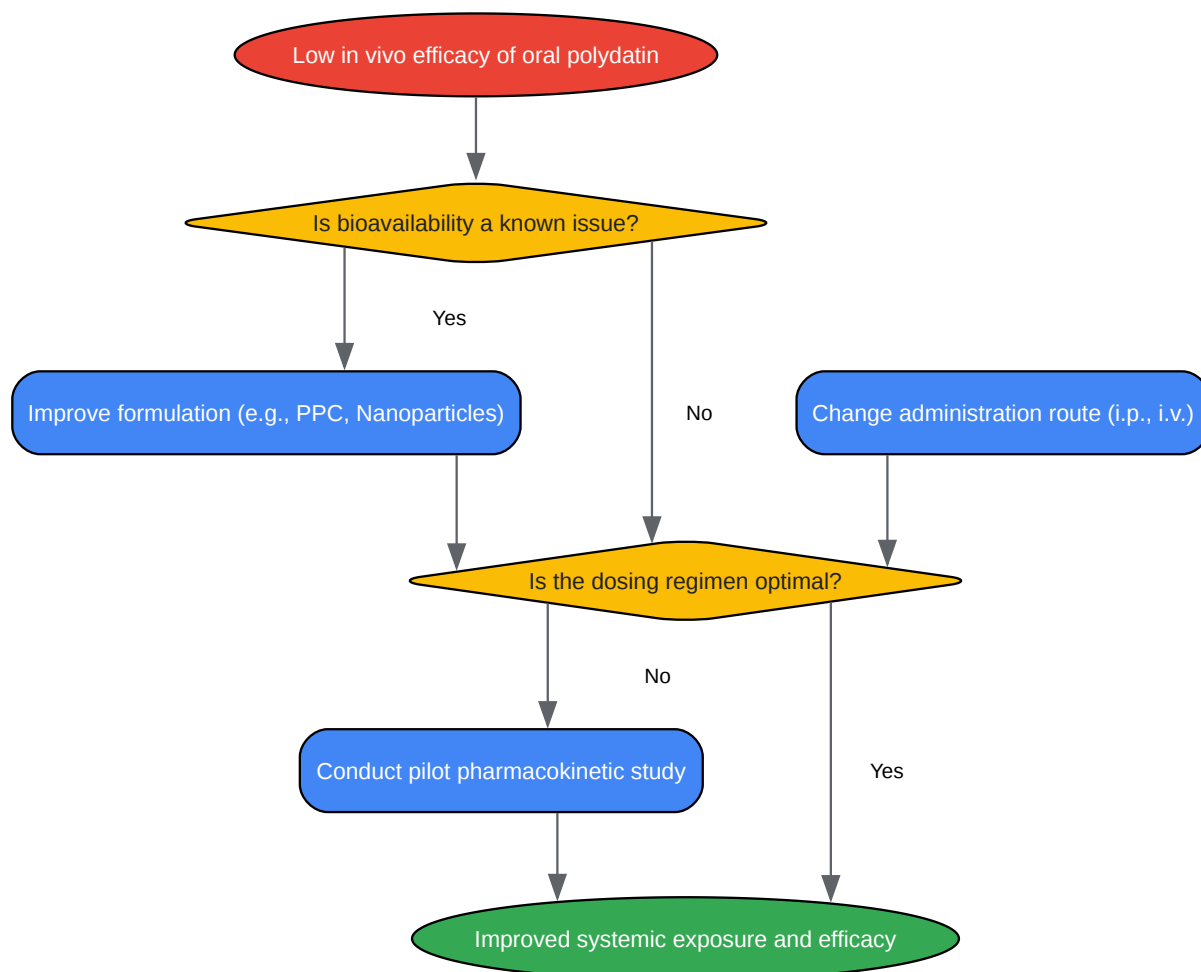 Low in vivo efficacy of oral polydatin
Is bioavailability a known issue?
Yes
Improve formulation (e.g., PPC, Nanoparticles)
No
Change administration route (i.p., i.v.)
Is the dosing regimen optimal?
No
Conduct pilot pharmacokinetic study
Yes
Improved systemic exposure and efficacy